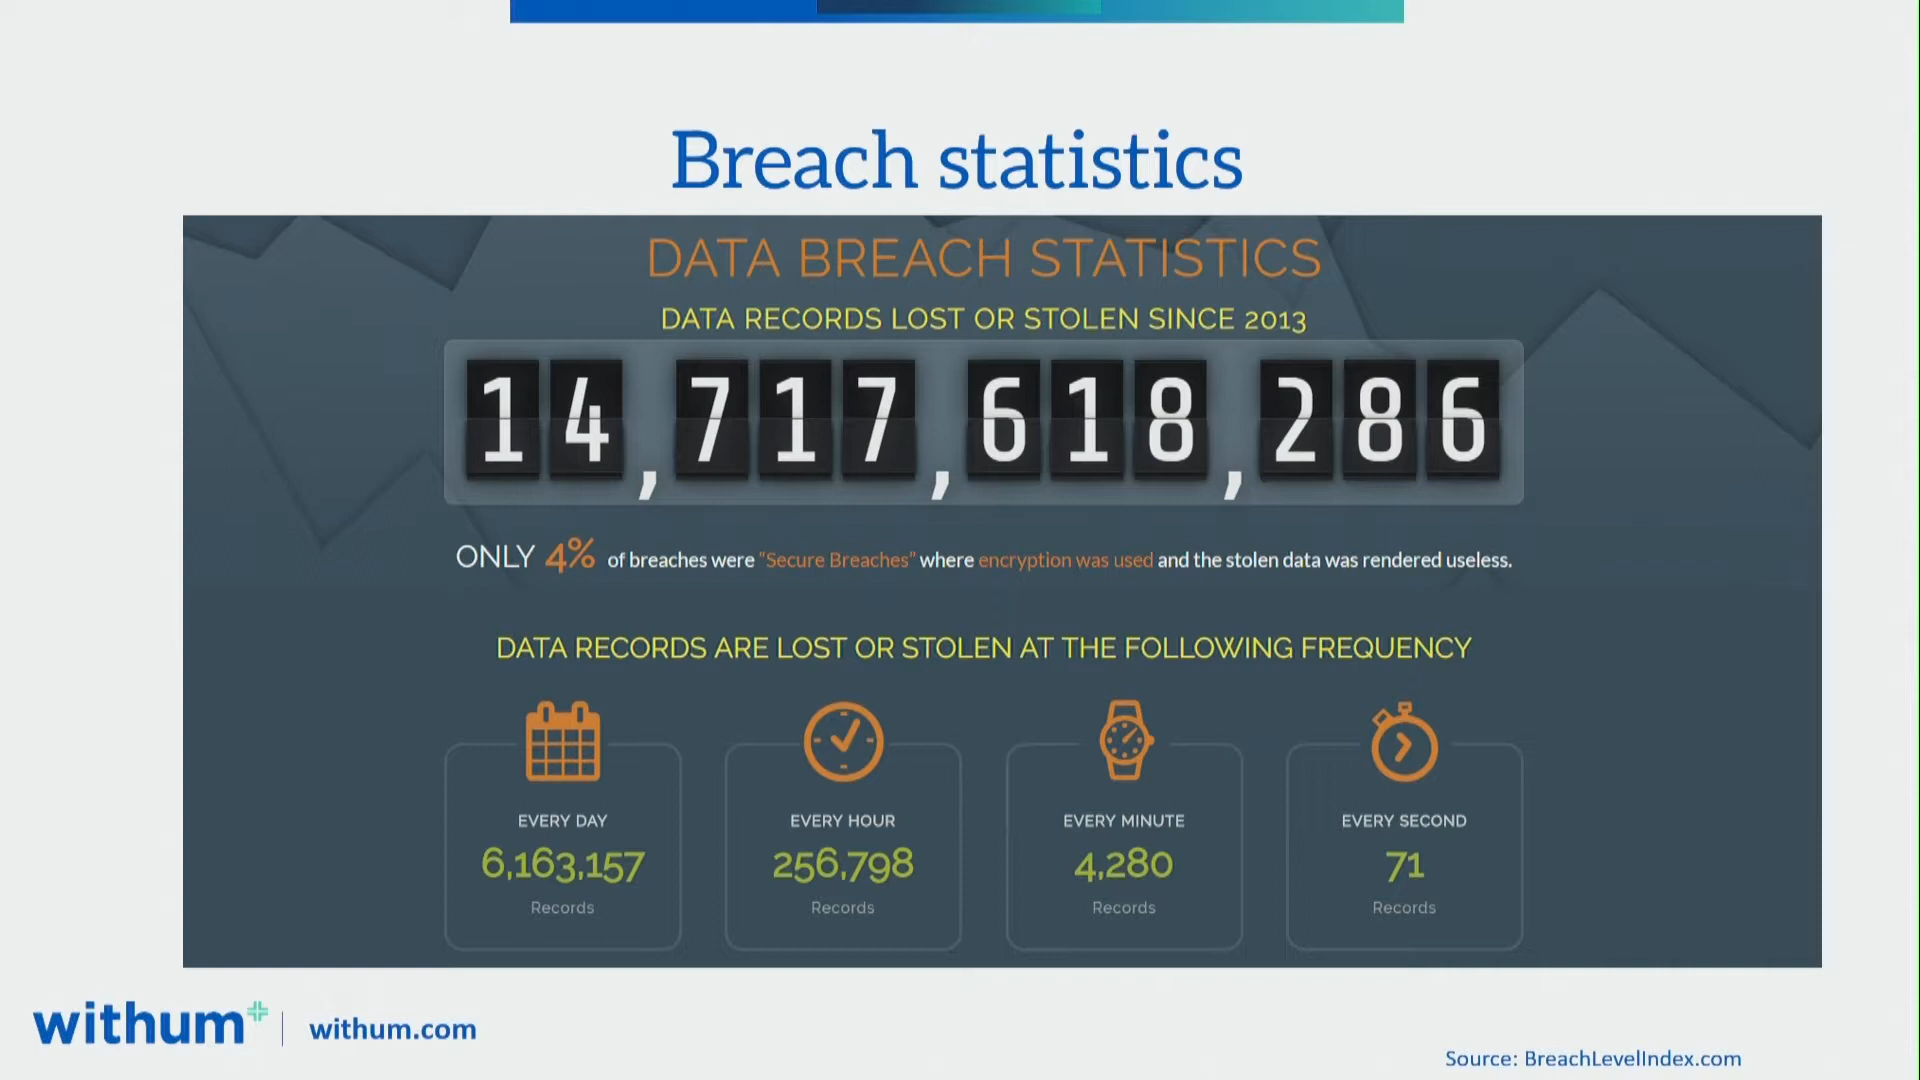 Breach statistics
DATA BREACH STATISTICS
DATA RECORDS LOST OR STOLEN SINCE 2013
14,717,618,286
ONLY 4% of breaches were “Secure Breaches” where encryption was used and the stolen data was rendered useless.
DATA RECORDS ARE LOST OR STOLEN AT THE FOLLOWING FREQUENCY
EVERY DAY
6,163,157
Records
EVERY HOUR
256,798
Records
EVERY MINUTE
4,280
Records
EVERY SECOND
71
Records
withum+ | withum.com
Source: BreachLevelIndex.com